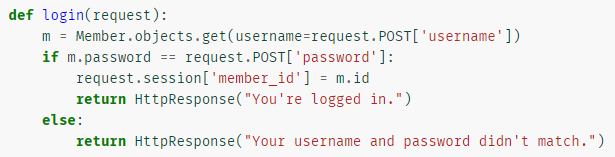 def login(request):
    m = Member.objects.get(username=request.POST['username'])
    if m.password == request.POST['password']:
        request.session['member_id'] = m.id
        return HttpResponse("You're logged in.")
    else:
        return HttpResponse("Your username and password didn't match.")